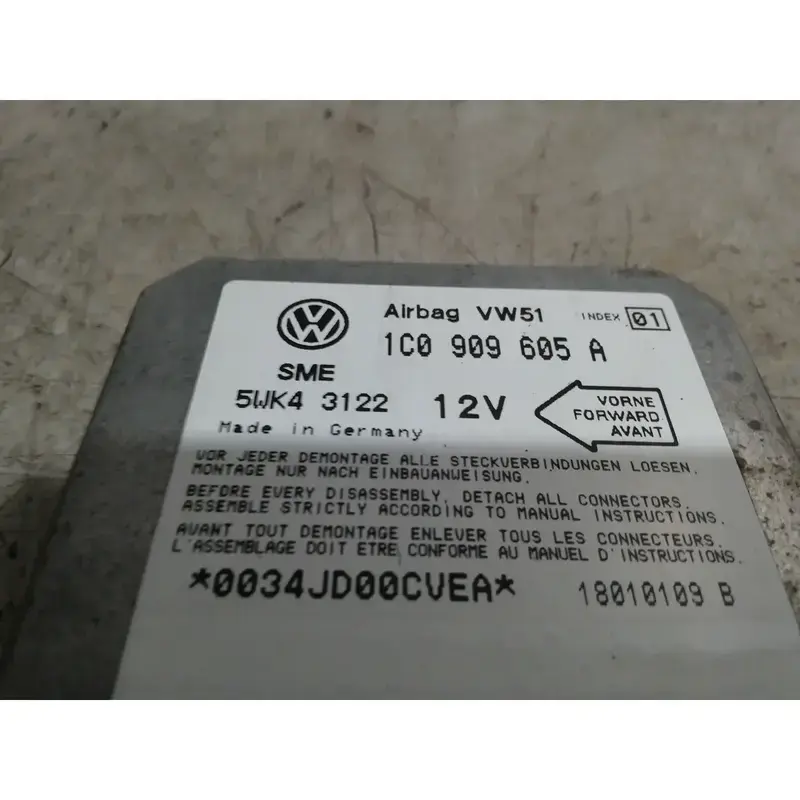 Airbag VW51 INDEX 01
1C0 909 605 A
SME
5WK4 3122 12V
VORNE
FORWARD
AVANT
Made in Germany
VOR JEDER DEMONTAGE ALLE STECKVERBINDUNGEN LOESEN.
MONTAGE NUR NACH EINBAUANWEISUNG.
BEFORE EVERY DISASSEMBLY, DETACH ALL CONNECTORS.
ASSEMBLE STRICTLY ACCORDING TO MANUAL INSTRUCTIONS.
AVANT TOUT DEMONTAGE ENLEVER TOUS LES CONNECTEURS.
L'ASSEMBLAGE DOIT ETRE CONFORME AU MANUEL D'INSTRUCTIONS.
*0034JD00CVEA* 18010109 B